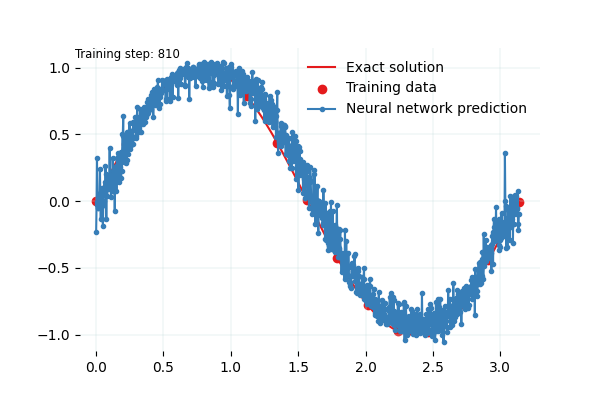 Training step: 810
Exact solution
Training data
Neural network prediction
1.0
0.5
0.0
−0.5
−1.0
0.0 0.5 1.0 1.5 2.0 2.5 3.0